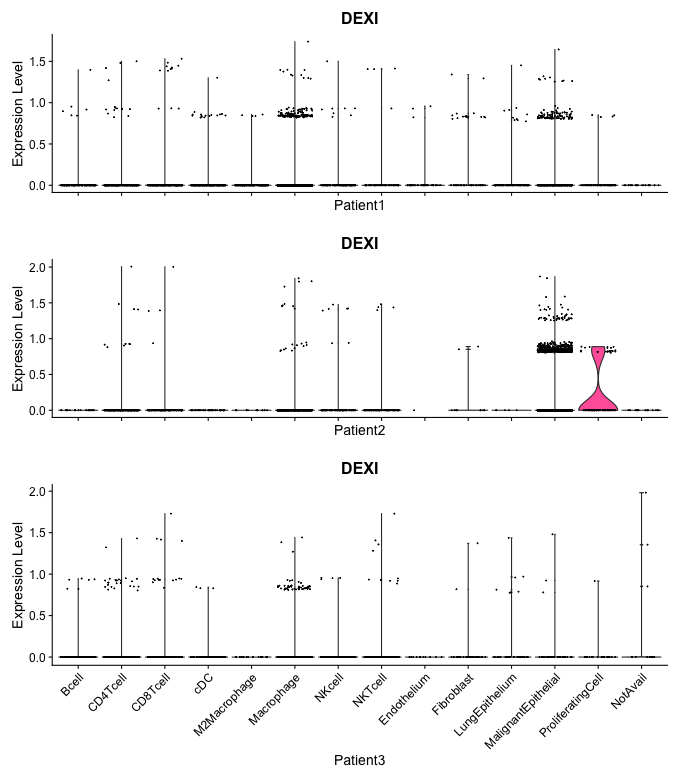 DEXI
Expression Level
1.5
1.0
0.5
0.0
Patient1
DEXI
Expression Level
2.0
1.5
1.0
0.5
0.0
Patient2
DEXI
Expression Level
2.0
1.5
1.0
0.5
0.0
Bcell
CD4Tcell
CD8Tcell
cDC
M2Macrophage
Macrophage
NKcell
NKTcell
Endothelium
Fibroblast
LungEpithelium
MalignantEpithelial
ProliferatingCell
NotAvail
Patient3